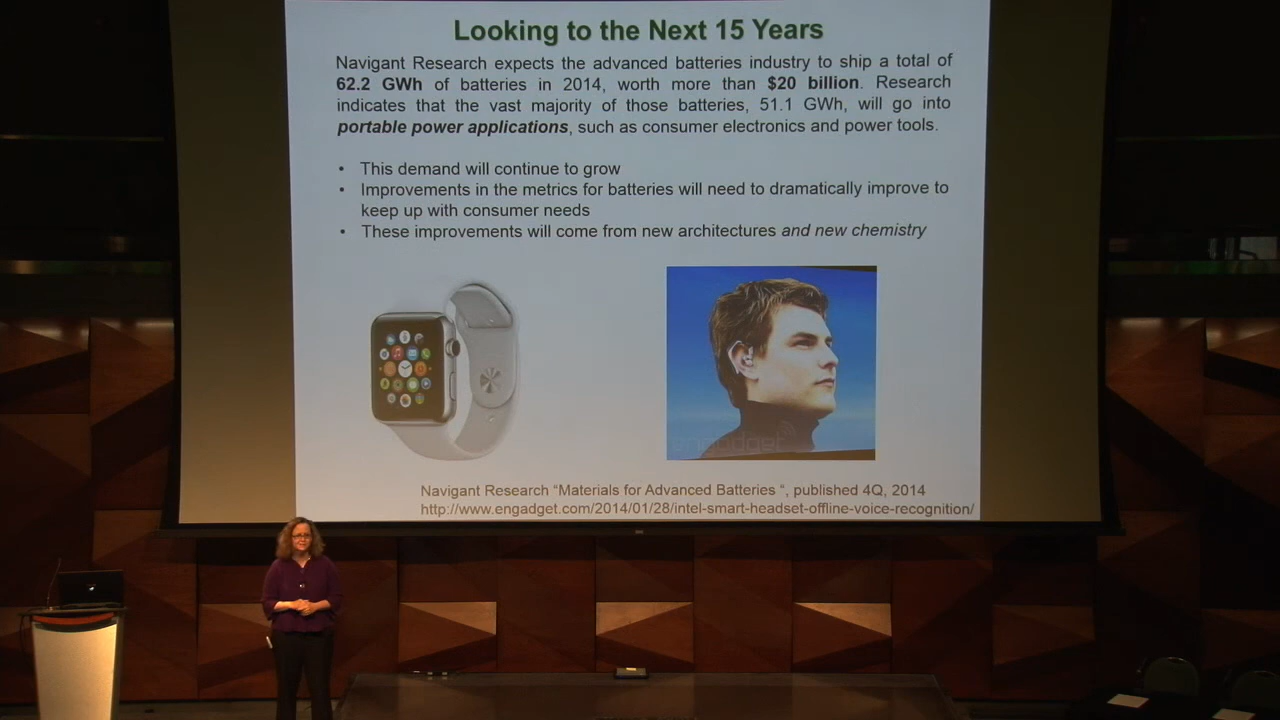 Looking to the Next 15 Years
Navigant Research expects the advanced batteries industry to ship a total of
62.2 GWh of batteries in 2014, worth more than $20 billion. Research
indicates that the vast majority of those batteries, 51.1 GWh, will go into
portable power applications, such as consumer electronics and power tools.
• This demand will continue to grow
• Improvements in the metrics for batteries will need to dramatically improve to
keep up with consumer needs
• These improvements will come from new architectures and new chemistry
engadget
Navigant Research “Materials for Advanced Batteries “, published 4Q, 2014
http://www.engadget.com/2014/01/28/intel-smart-headset-offline-voice-recognition/